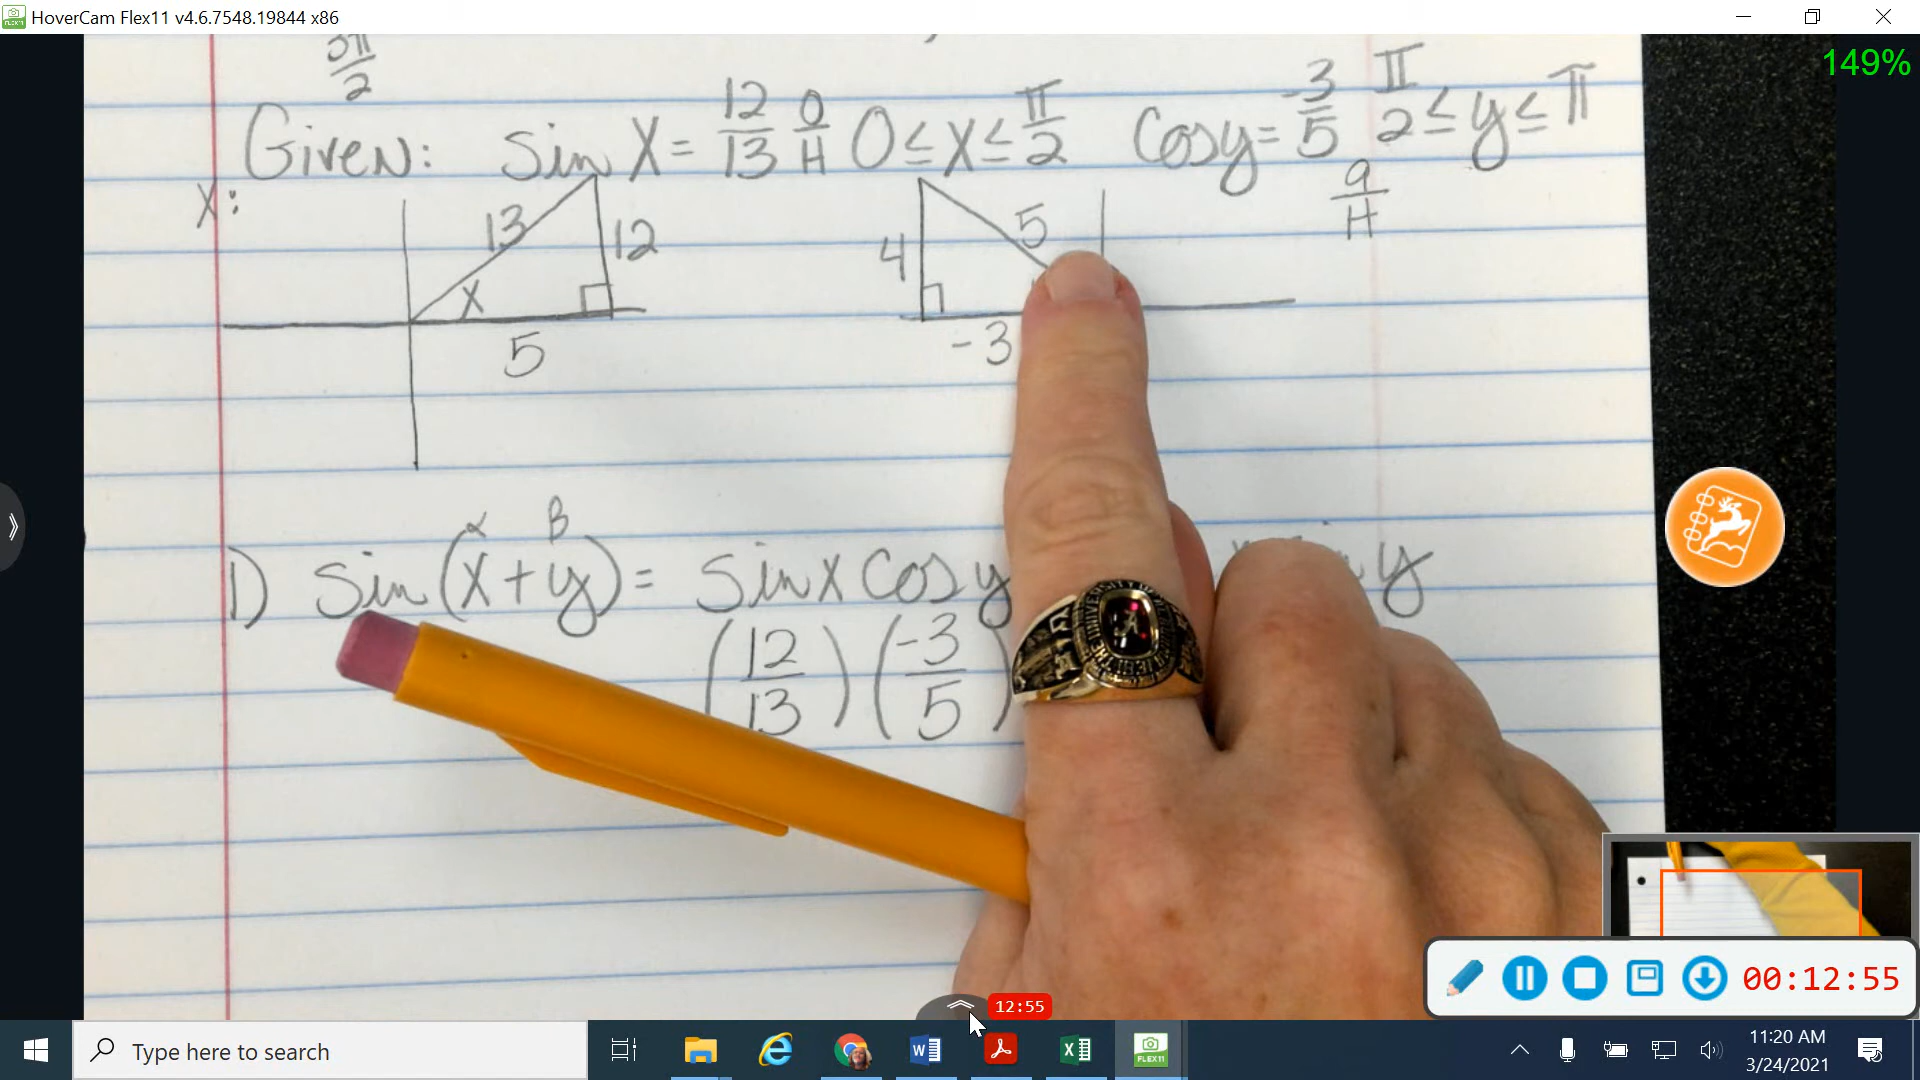 HoverCam Flex11 v4.6.7548.19844 x86
149%
3π/2
Given: sin x = 12/13 O/H 0 ≤ x ≤ π/2 Cos y = -3/5 π/2 ≤ y ≤ π
a/H
x:
13
12
x
5
4
5
-3
α β
1) sin(x+y) = sin x cos y y
(12/13)(-3/5)
00:12:55
12:55
Type here to search
FLEX11
11:20 AM
3/24/2021